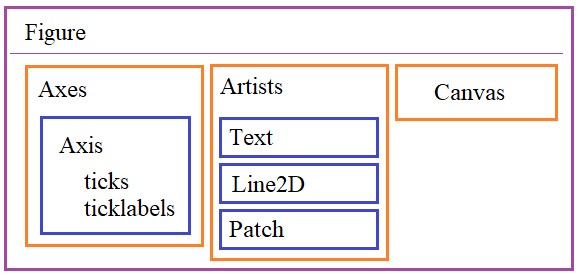 Figure
Axes
Axis
ticks
ticklabels
Artists
Text
Line2D
Patch
Canvas